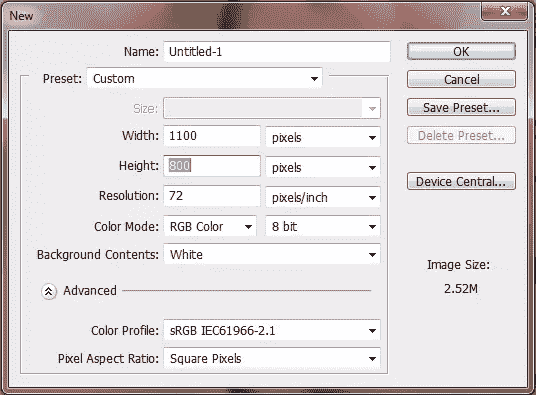 New
Name: Untitled-1
OK
Preset: Custom
Cancel
Size:
Save Preset...
Width: 1100 pixels
Delete Preset...
Height: 800 pixels
Resolution: 72 pixels/inch
Device Central...
Color Mode: RGB Color 8 bit
Background Contents: White
Image Size:
2.52M
Advanced
Color Profile: sRGB IEC61966-2.1
Pixel Aspect Ratio: Square Pixels